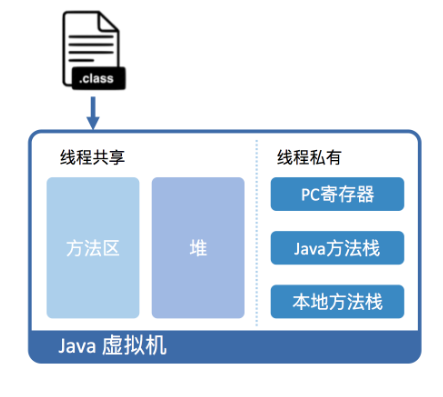 .class
线程共享
线程私有
方法区
堆
PC寄存器
Java方法栈
本地方法栈
Java 虚拟机